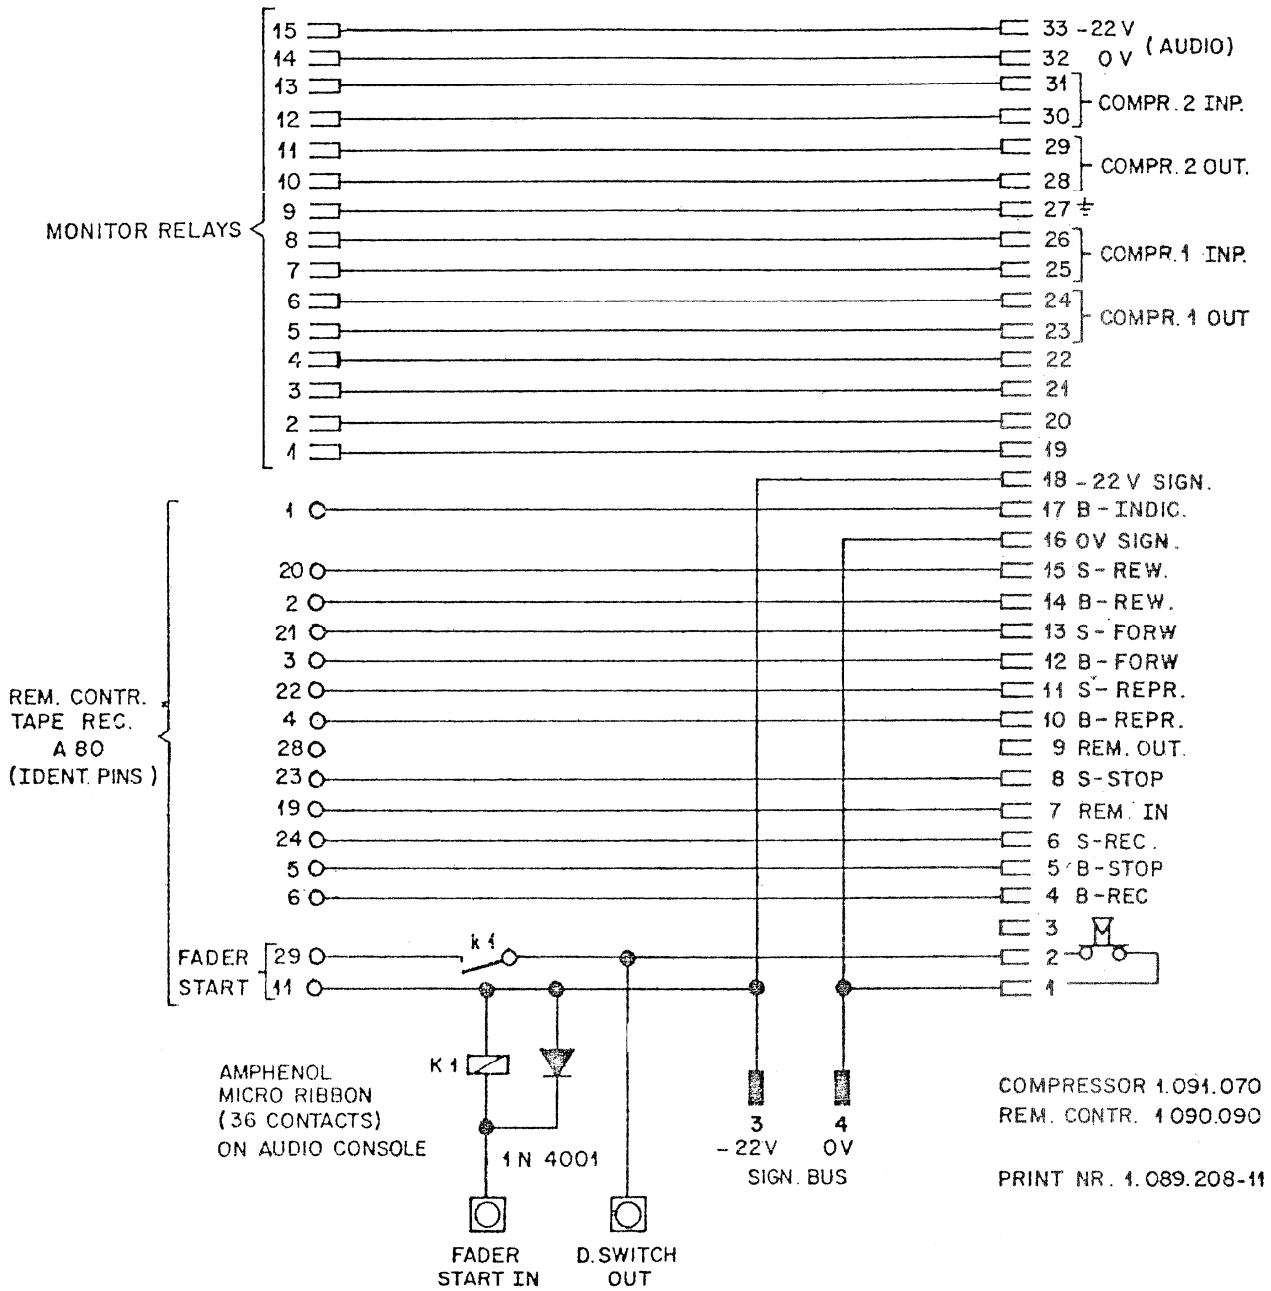 15 33 -22 V
(AUDIO)
14 32 0 V
13 31
COMPR. 2 INP.
12 30
11 29
COMPR. 2 OUT.
10 28
9 27
MONITOR RELAYS
8 26
COMPR. 1 INP.
7 25
6 24
COMPR. 1 OUT
5 23
4 22
3 21
2 20
1 19
18 -22 V SIGN.
1 17 B-INDIC.
16 0V SIGN.
20 15 S-REW.
2 14 B-REW.
21 13 S-FORW
3 12 B-FORW
22 11 S-REPR.
4 10 B-REPR.
28 9 REM. OUT.
23 8 S-STOP
19 7 REM. IN
24 6 S-REC.
5 5 B-STOP
6 4 B-REC
3
29 k1 2
11 1
REM. CONTR.
TAPE REC.
A 80
(IDENT. PINS)
FADER
START
K1
1N 4001
AMPHENOL
MICRO RIBBON
(36 CONTACTS)
ON AUDIO CONSOLE
3 4
-22V 0V
SIGN. BUS
FADER
START IN
D.SWITCH
OUT
COMPRESSOR 1.091.070
REM. CONTR. 1 090.090
PRINT NR. 1.089.208-11